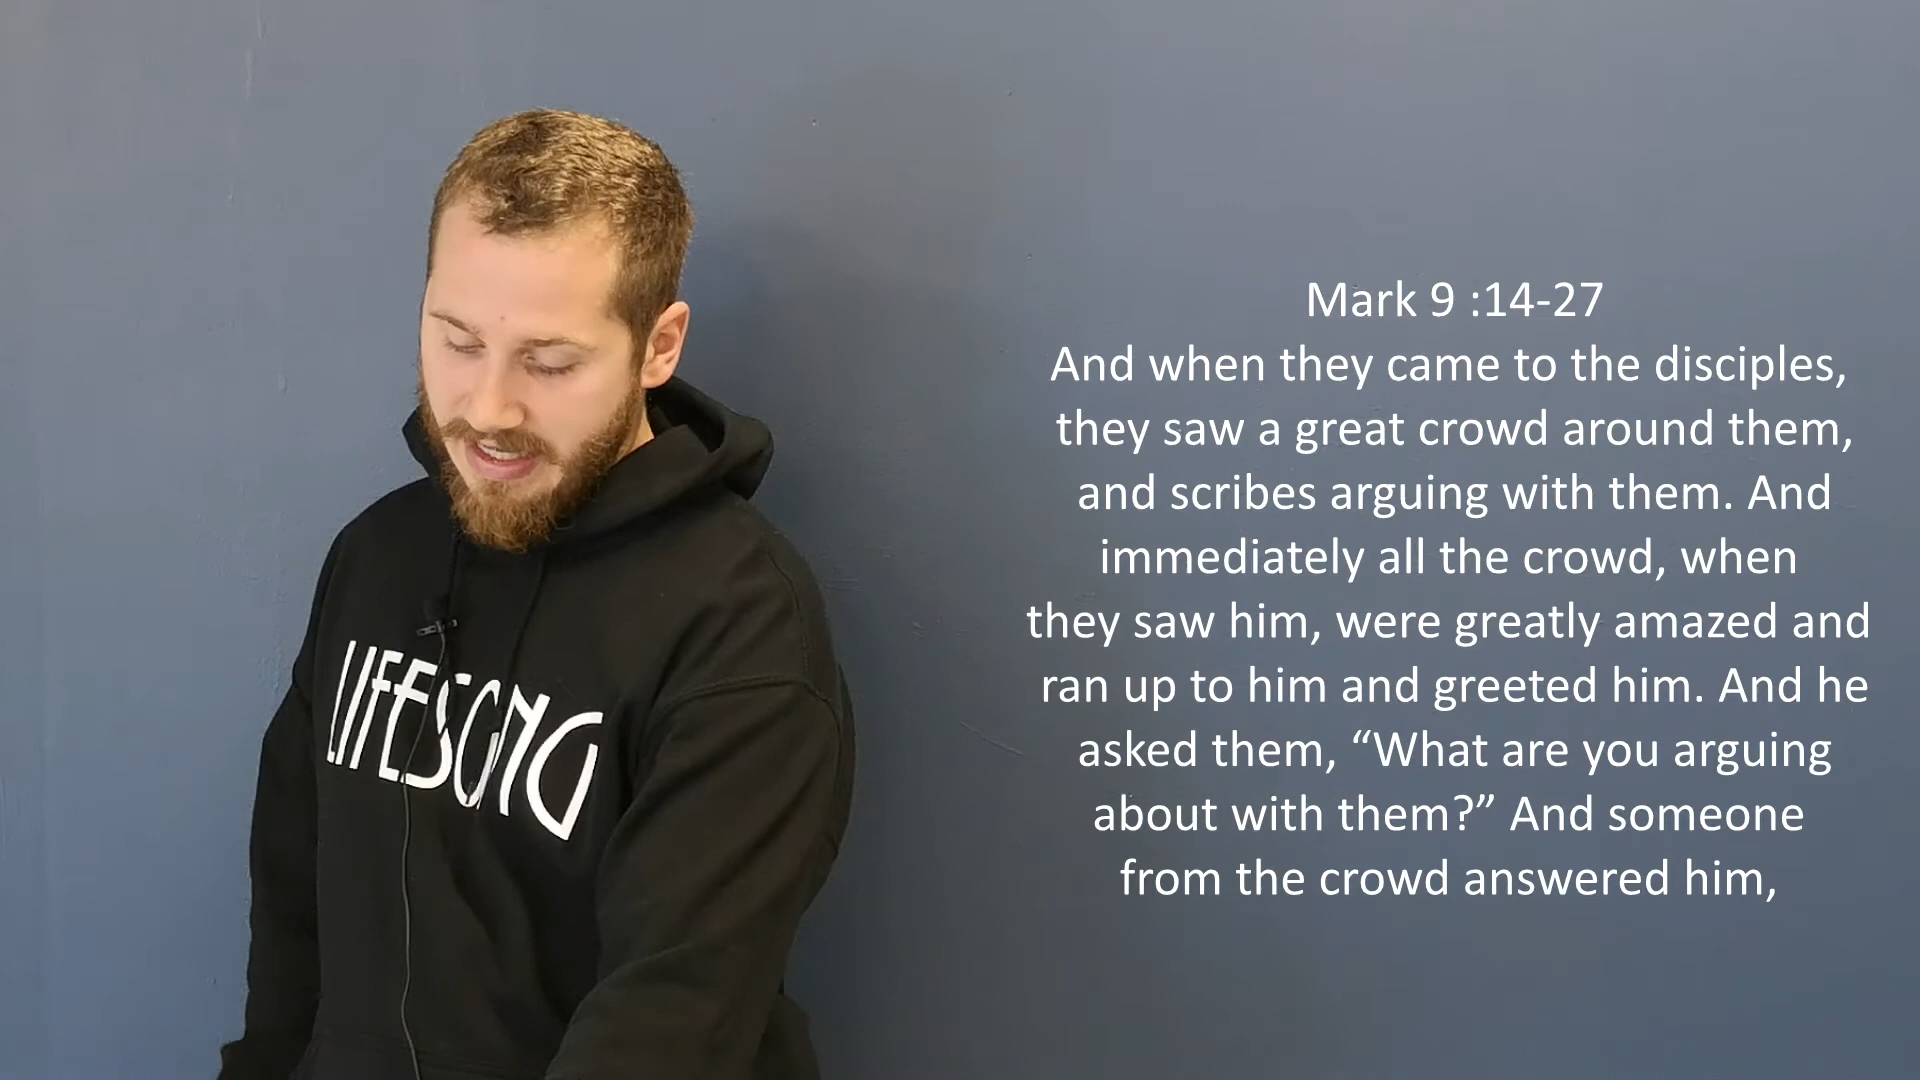 LIFESONG
Mark 9 :14-27
And when they came to the disciples,
they saw a great crowd around them,
and scribes arguing with them. And
immediately all the crowd, when
they saw him, were greatly amazed and
ran up to him and greeted him. And he
asked them, “What are you arguing
about with them?” And someone
from the crowd answered him,